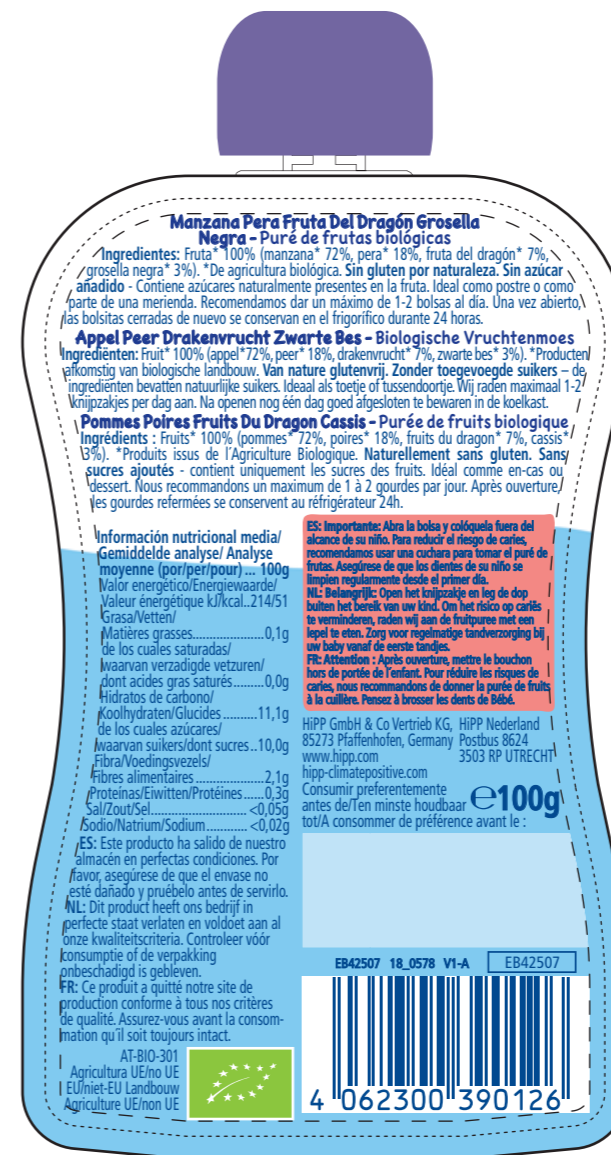 Manzana Pera Fruta Del Dragón Grosella
Negra - Puré de frutas biológicas
Ingredientes: Fruta* 100% (manzana* 72%, pera* 18%, fruta del dragón* 7%,
grosella negra* 3%). *De agricultura biológica. Sin gluten por naturaleza. Sin azúcar
añadido - Contiene azúcares naturalmente presentes en la fruta. Ideal como postre o como
parte de una merienda. Recomendamos dar un máximo de 1-2 bolsas al día. Una vez abierto,
las bolsitas cerradas de nuevo se conservan en el frigorífico durante 24 horas.
Appel Peer Drakenvrucht Zwarte Bes - Biologische Vruchtenmoes
Ingrediënten: Fruit* 100% (appel*72%, peer* 18%, drakenvrucht* 7%, zwarte bes* 3%). *Producten
afkomstig van biologische landbouw. Van nature glutenvrij. Zonder toegevoegde suikers – de
ingrediënten bevatten natuurlijke suikers. Ideaal als toetje of tussendoortje. Wij raden maximaal 1-2
knijpzakjes per dag aan. Na openen nog één dag goed afgesloten te bewaren in de koelkast.
Pommes Poires Fruits Du Dragon Cassis - Purée de fruits biologique
Ingrédients : Fruits* 100% (pommes* 72%, poires* 18%, fruits du dragon* 7%, cassis*
3%). *Produits issus de l'Agriculture Biologique. Naturellement sans gluten. Sans
sucres ajoutés - contient uniquement les sucres des fruits. Idéal comme en-cas ou
dessert. Nous recommandons un maximum de 1 à 2 gourdes par jour. Après ouverture,
les gourdes refermées se conservent au réfrigérateur 24h.
Información nutricional media/
Gemiddelde analyse/ Analyse
moyenne (por/per/pour) ... 100g
Valor energético/Energiewaarde/
Valeur énergétique kJ/kcal..214/51
Grasa/Vetten/
Matières grasses....................0,1g
de los cuales saturadas/
waarvan verzadigde vetzuren/
dont acides gras saturés.........0,0g
Hidratos de carbono/
Koolhydraten/Glucides ..........11,1g
de los cuales azúcares/
waarvan suikers/dont sucres..10,0g
Fibra/Voedingsvezels/
Fibres alimentaires ...................2,1g
Proteínas/Eiwitten/Protéines......0,3g
Sal/Zout/Sel............................ <0,05g
Sodio/Natrium/Sodium............ <0,02g
ES: Este producto ha salido de nuestro
almacén en perfectas condiciones. Por
favor, asegúrese de que el envase no
esté dañado y pruébelo antes de servirlo.
NL: Dit product heeft ons bedrijf in
perfecte staat verlaten en voldoet aan al
onze kwaliteitscriteria. Controleer vóór
consumptie of de verpakking
onbeschadigd is gebleven.
FR: Ce produit a quitté notre site de
production conforme à tous nos critères
de qualité. Assurez-vous avant la consom-
mation qu'il soit toujours intact.
AT-BIO-301
Agricultura UE/no UE
EU/niet-EU Landbouw
Agriculture UE/non UE
ES: Importante: Abra la bolsa y colóquela fuera del
alcance de su niño. Para reducir el riesgo de caries,
recomendamos usar una cuchara para tomar el puré de
frutas. Asegúrese de que los dientes de su niño se
limpien regularmente desde el primer día.
NL: Belangrijk: Open het knijpzakje en leg de dop
buiten het bereik van uw kind. Om het risico op cariës
te verminderen, raden wij aan de fruitpuree met een
lepel te eten. Zorg voor regelmatige tandverzorging bij
uw baby vanaf de eerste tandjes.
FR: Attention : Après ouverture, mettre le bouchon
hors de portée de l'enfant. Pour réduire les risques de
caries, nous recommandons de donner la purée de fruits
à la cuillère. Pensez à brosser les dents de Bébé.
HiPP GmbH & Co Vertrieb KG,
85273 Pfaffenhofen, Germany
www.hipp.com
hipp-climatepositive.com
HiPP Nederland
Postbus 8624
3503 RP UTRECHT
Consumir preferentemente
antes de/Ten minste houdbaar
tot/A consommer de préférence avant le :
℮100g
EB42507 18_0578 V1-A
EB42507
4 062300 390126